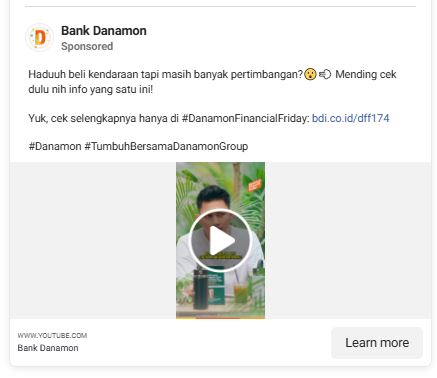 Bank Danamon
Sponsored
Haduuh beli kendaraan tapi masih banyak pertimbangan?😯💨 Mending cek
dulu nih info yang satu ini!
Yuk, cek selengkapnya hanya di #DanamonFinancialFriday: bdi.co.id/dff174
#Danamon #TumbuhBersamaDanamonGroup
WWW.YOUTUBE.COM
Bank Danamon
Learn more